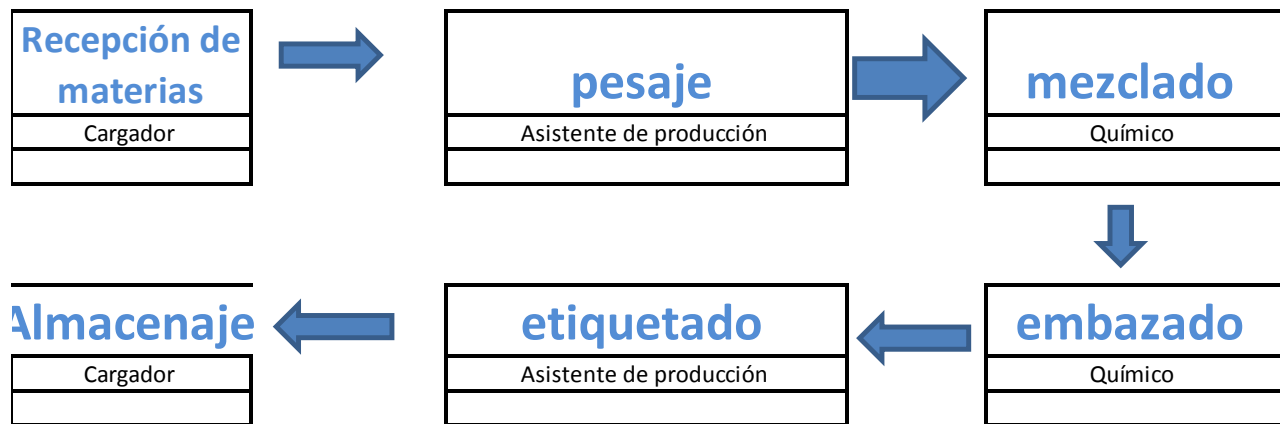 Recepción de
materias
Cargador
pesaje
Asistente de producción
mezclado
Químico
embazado
Químico
etiquetado
Asistente de producción
Almacenaje
Cargador